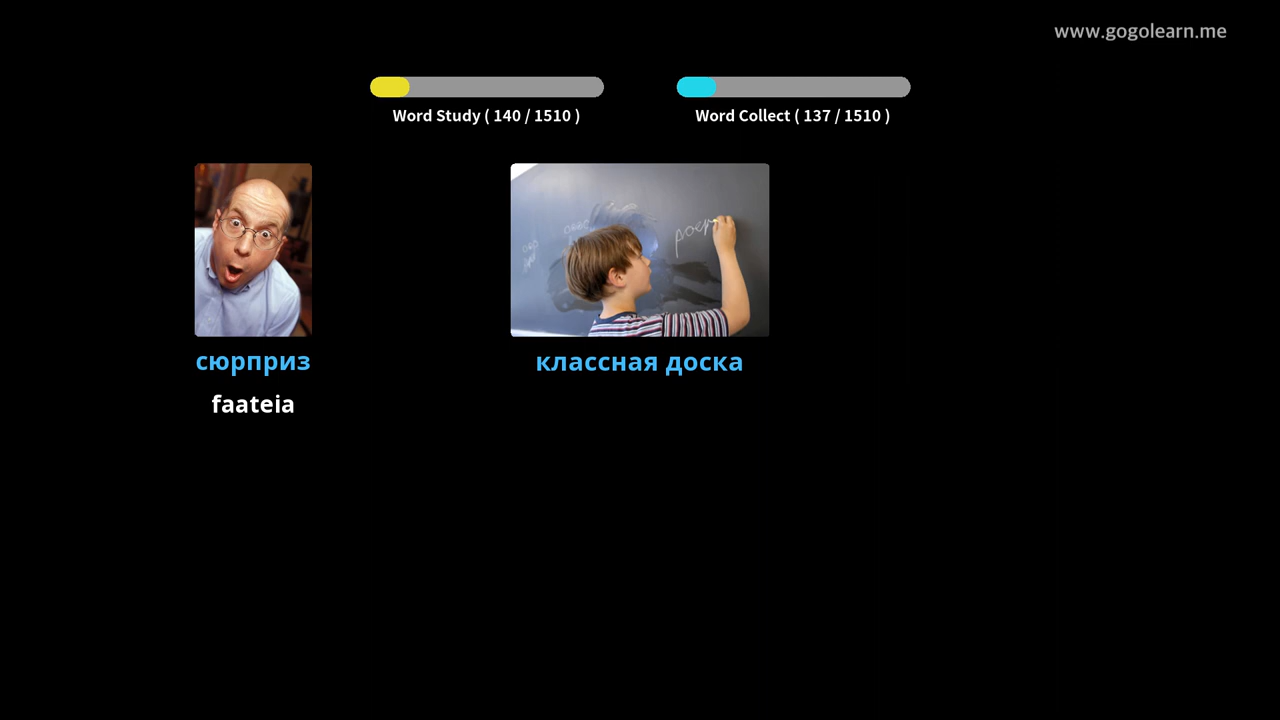 www.gogolearn.me
Word Study ( 140 / 1510 )
Word Collect ( 137 / 1510 )
сюрприз
faateia
классная доска